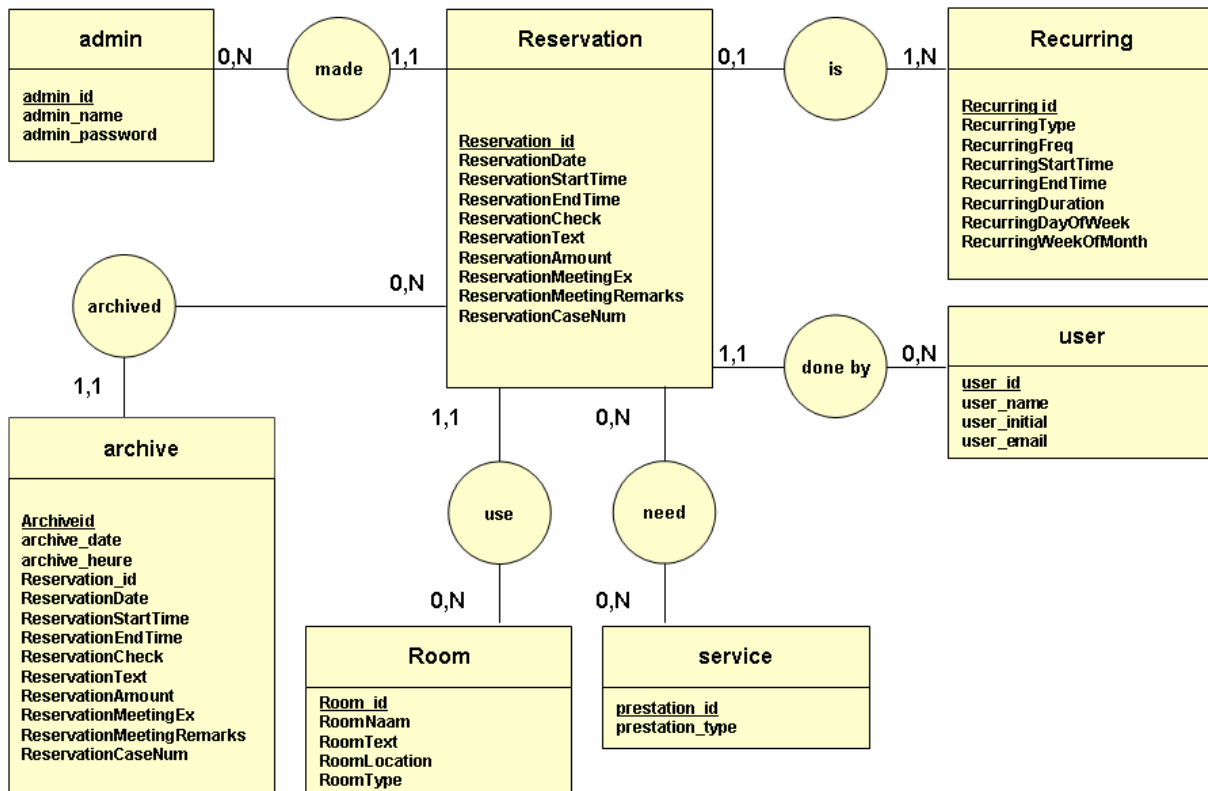 admin
admin_id
admin_name
admin_password
0,N
made
1,1
Reservation
Reservation_id
ReservationDate
ReservationStartTime
ReservationEndTime
ReservationCheck
ReservationText
ReservationAmount
ReservationMeetingEx
ReservationMeetingRemarks
ReservationCaseNum
0,1
is
1,N
Recurring
Recurring id
RecurringType
RecurringFreq
RecurringStartTime
RecurringEndTime
RecurringDuration
RecurringDayOfWeek
RecurringWeekOfMonth
archived
0,N
1,1
1,1
done by
0,N
user
user_id
user_name
user_initial
user_email
archive
Archiveid
archive_date
archive_heure
Reservation_id
ReservationDate
ReservationStartTime
ReservationEndTime
ReservationCheck
ReservationText
ReservationAmount
ReservationMeetingEx
ReservationMeetingRemarks
ReservationCaseNum
1,1
use
0,N
0,N
need
0,N
Room
Room_id
RoomNaam
RoomText
RoomLocation
RoomType
service
prestation_id
prestation_type